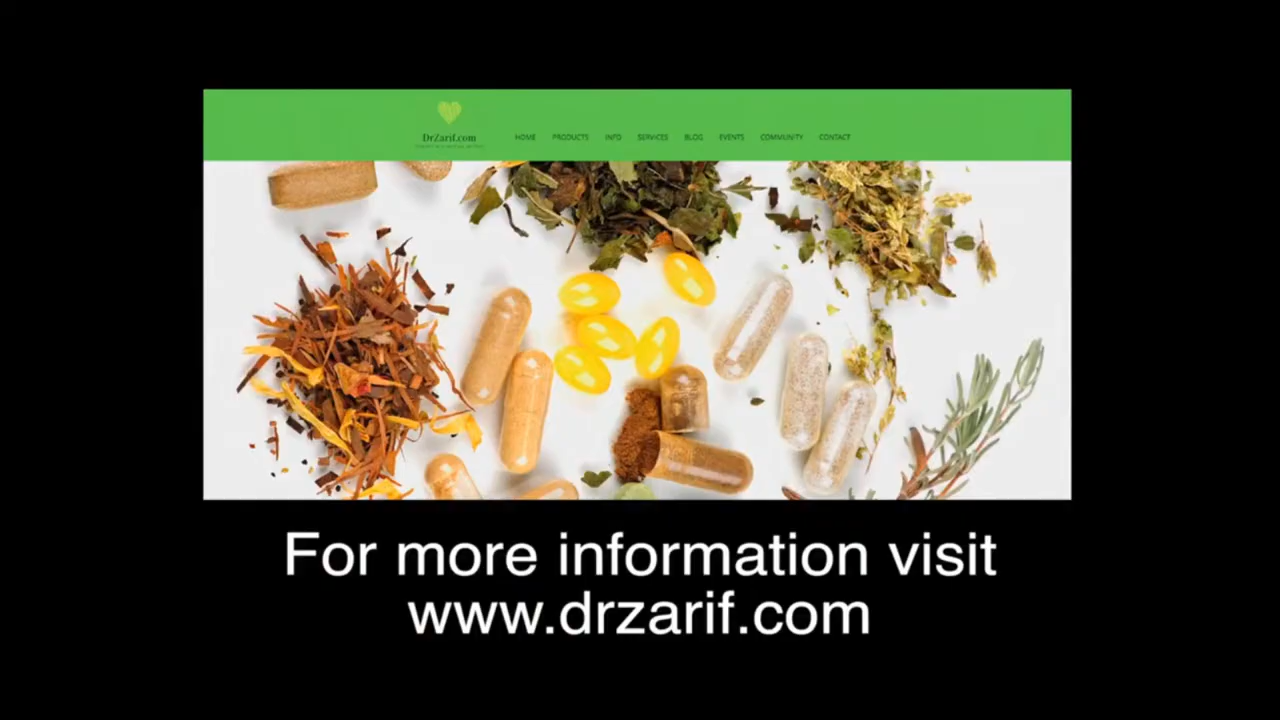 DrZarif.com
HOME PRODUCTS INFO SERVICES BLOG EVENTS COMMUNITY CONTACT
For more information visit
www.drzarif.com